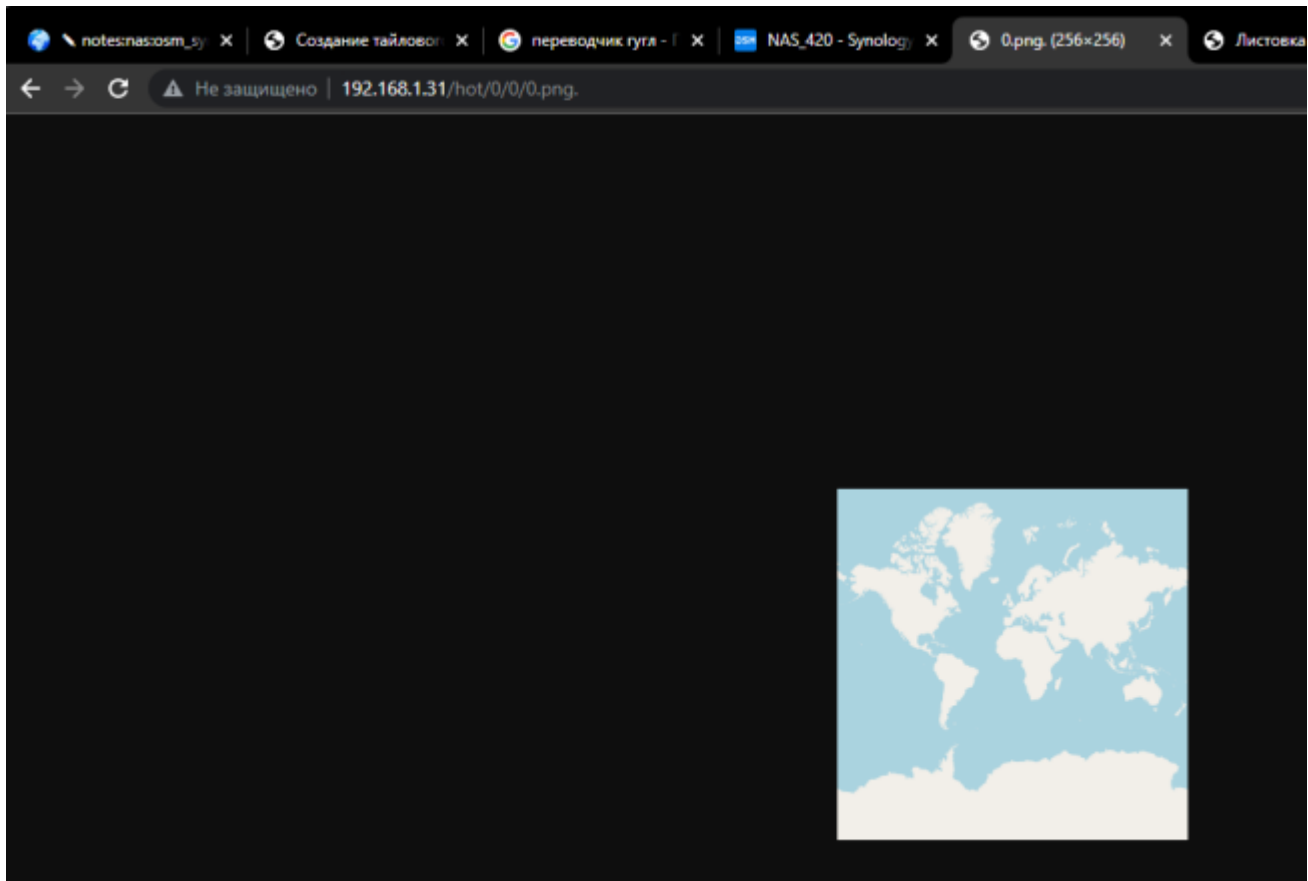 notes:nas:osm_sy
Создание тайловог
переводчик гугл - Г
NAS_420 - Synology
0.png. (256×256)
Листовка
Не защищено | 192.168.1.31/hot/0/0/0.png.